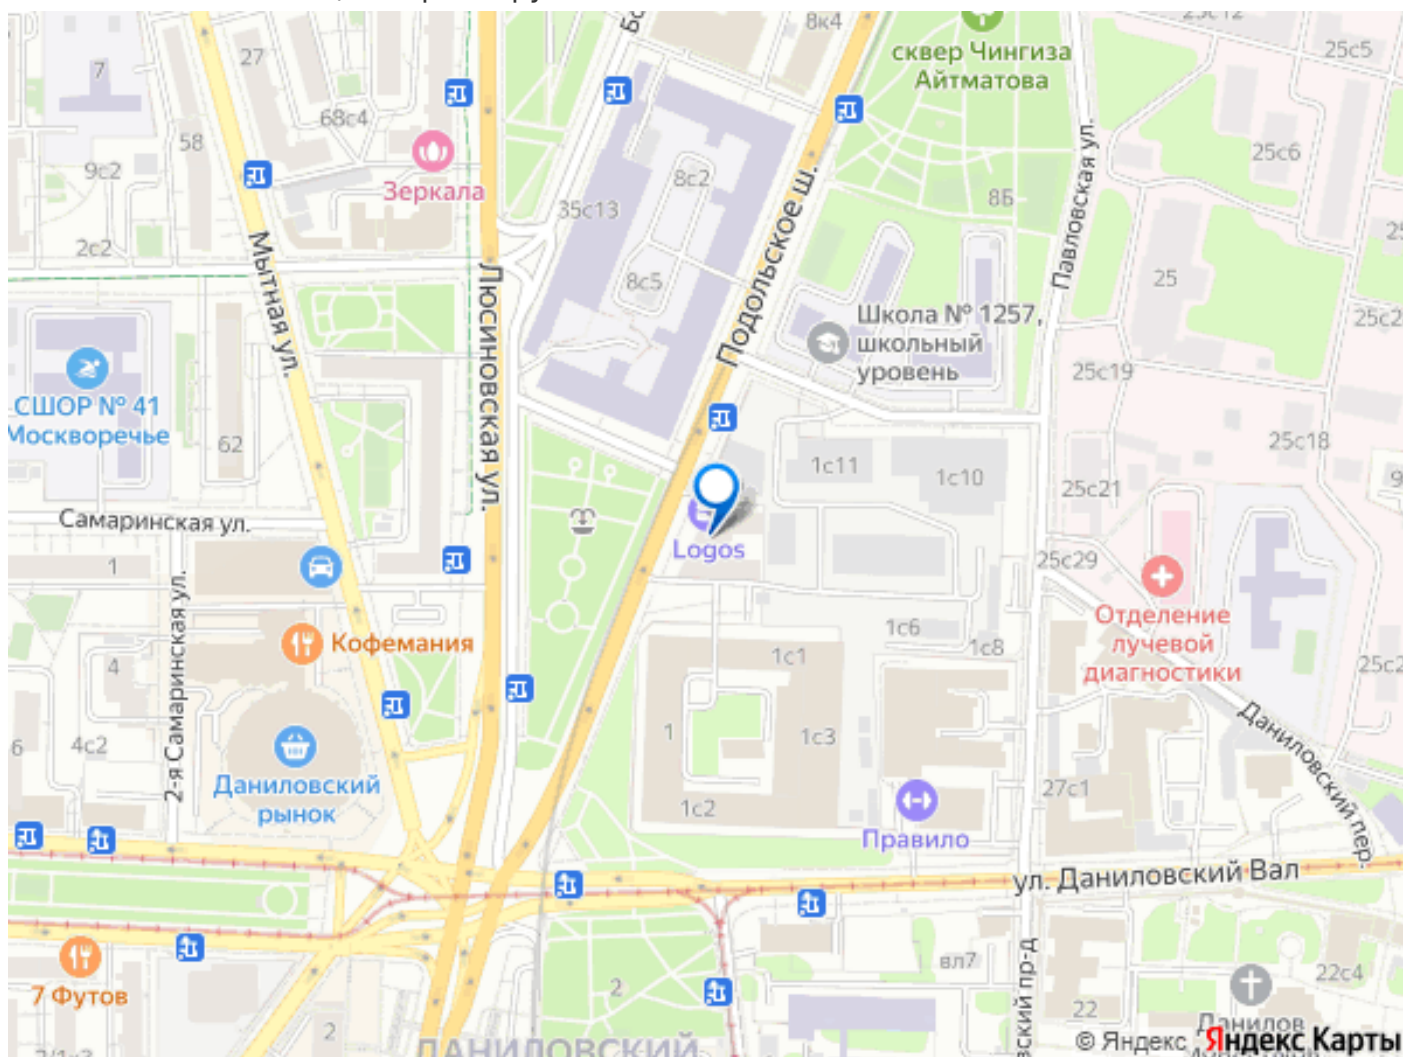 8к4
25с12
сквер Чингиза
Айтматова
25с5
27
7
68с4
58
9с2
Зеркала
8с2
35с13
25с6
8Б
Павловская ул.
2с2
Мытная ул.
Люсиновская ул.
8с5
Подольское ш.
25
Школа № 1257,
школьный
уровень
25с2
25с19
СШОР № 41
Москворечье
62
1с11
1с10
25с18
25с21
Самаринская ул.
Logos
1
25с29
2-я Самаринская ул.
Отделение
лучевой
диагностики
Кофемания
1с6
1с8
1с1
4
25с2
4с2
6
1
1с3
Даниловский пер.
Даниловский
рынок
27с1
1с2
Правило
ул. Даниловский Вал
7 Футов
2
вл7
22с4
22
2
Данилов
ДАНИЛОВСКИЙ
© Яндекс Яндекс Карты